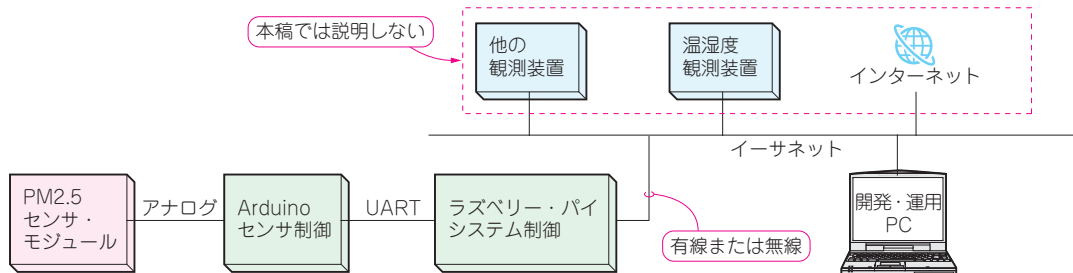 本稿では説明しない
他の
観測装置
温湿度
観測装置
インターネット
イーサネット
PM2.5
センサ・
モジュール
アナログ
Arduino
センサ制御
UART
ラズベリー・パイ
システム制御
有線または無線
開発・運用
PC